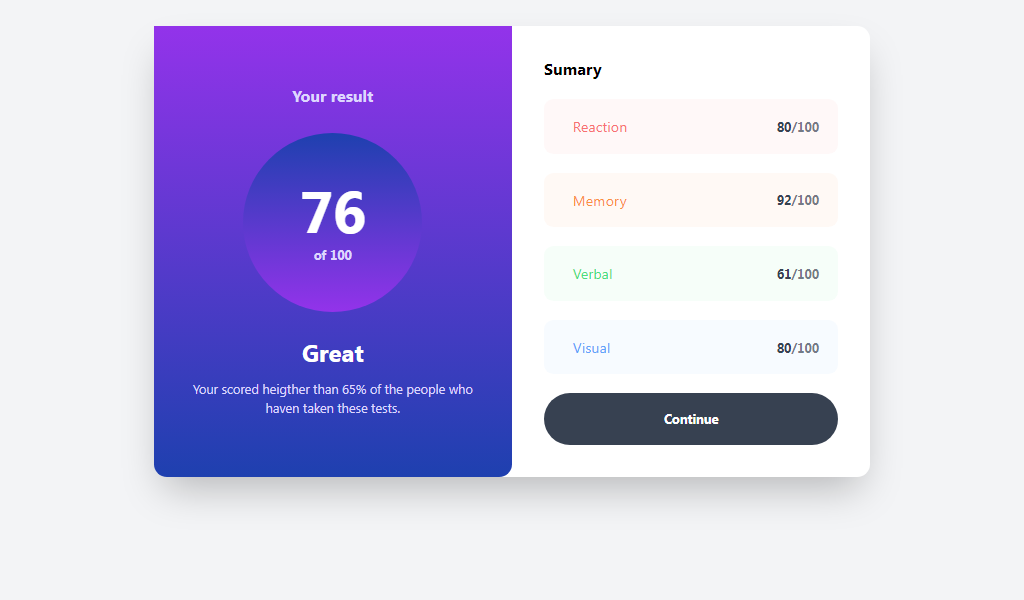 Your result
76
of 100
Great
Your scored heigther than 65% of the people who
haven taken these tests.
Sumary
Reaction 80/100
Memory 92/100
Verbal 61/100
Visual 80/100
Continue